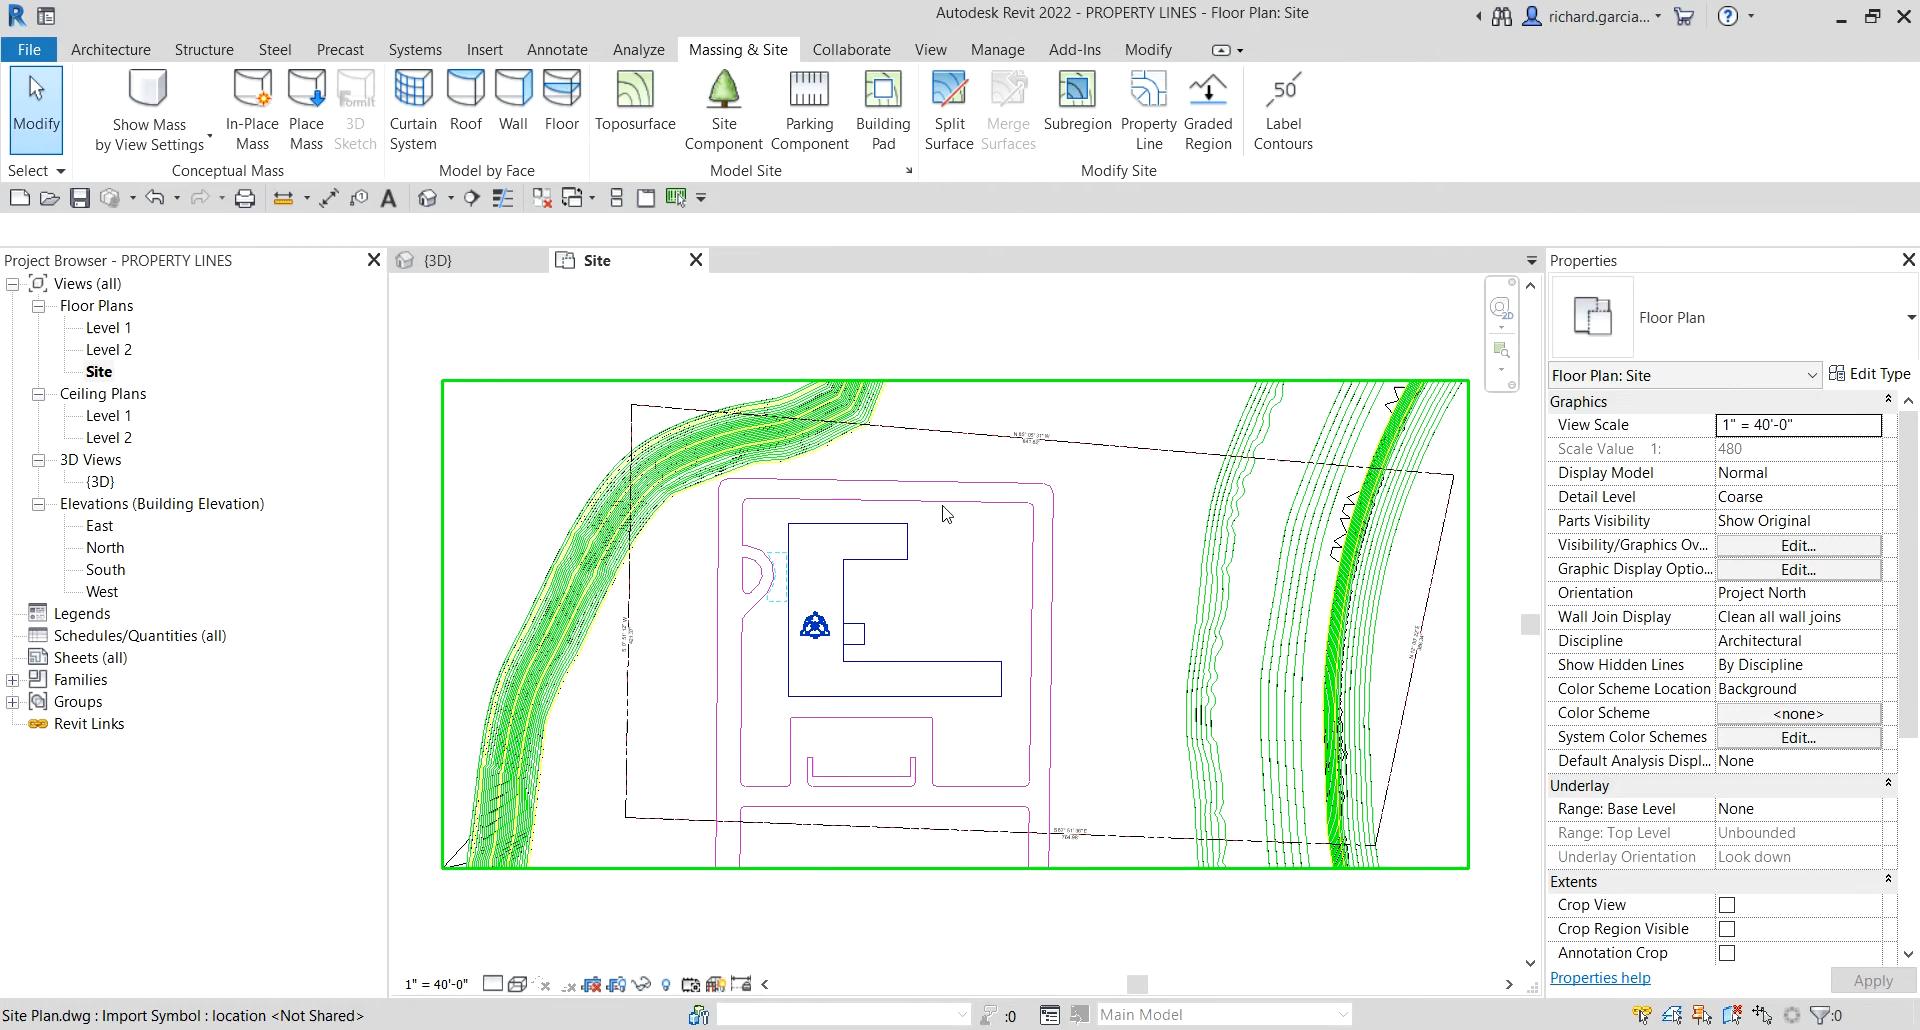 Autodesk Revit 2022 - PROPERTY LINES - Floor Plan: Site
richard.garcia...
File Architecture Structure Steel Precast Systems Insert Annotate Analyze Massing & Site Collaborate View Manage Add-Ins Modify
Modify
Show Mass
by View Settings
In-Place
Mass
Place
Mass
FormIt
3D
Sketch
Curtain
System
Roof
Wall
Floor
Toposurface
Site
Component
Parking
Component
Building
Pad
Split
Surface
Merge
Surfaces
Subregion
Property
Line
Graded
Region
50
Label
Contours
Select
Conceptual Mass
Model by Face
Model Site
Modify Site
Project Browser - PROPERTY LINES
Views (all)
Floor Plans
Level 1
Level 2
Site
Ceiling Plans
Level 1
Level 2
3D Views
{3D}
Elevations (Building Elevation)
East
North
South
West
Legends
Schedules/Quantities (all)
Sheets (all)
Families
Groups
Revit Links
{3D}
Site
2D
1" = 40'-0"
Properties
Floor Plan
Floor Plan: Site
Edit Type
Graphics
View Scale 1" = 40'-0"
Scale Value 1: 480
Display Model Normal
Detail Level Coarse
Parts Visibility Show Original
Visibility/Graphics Ov... Edit...
Graphic Display Optio... Edit...
Orientation Project North
Wall Join Display Clean all wall joins
Discipline Architectural
Show Hidden Lines By Discipline
Color Scheme Location Background
Color Scheme <none>
System Color Schemes Edit...
Default Analysis Displ... None
Underlay
Range: Base Level None
Range: Top Level Unbounded
Underlay Orientation Look down
Extents
Crop View
Crop Region Visible
Annotation Crop
Properties help
Apply
Site Plan.dwg : Import Symbol : location <Not Shared>
:0
Main Model
:0